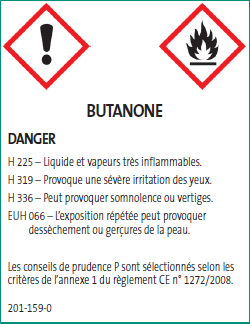 BUTANONE
DANGER
H 225 – Liquide et vapeurs très inflammables.
H 319 – Provoque une sévère irritation des yeux.
H 336 – Peut provoquer somnolence ou vertiges.
EUH 066 – L’exposition répétée peut provoquer
dessèchement ou gerçures de la peau.
Les conseils de prudence P sont sélectionnés selon les
critères de l’annexe 1 du règlement CE n° 1272/2008.
201-159-0